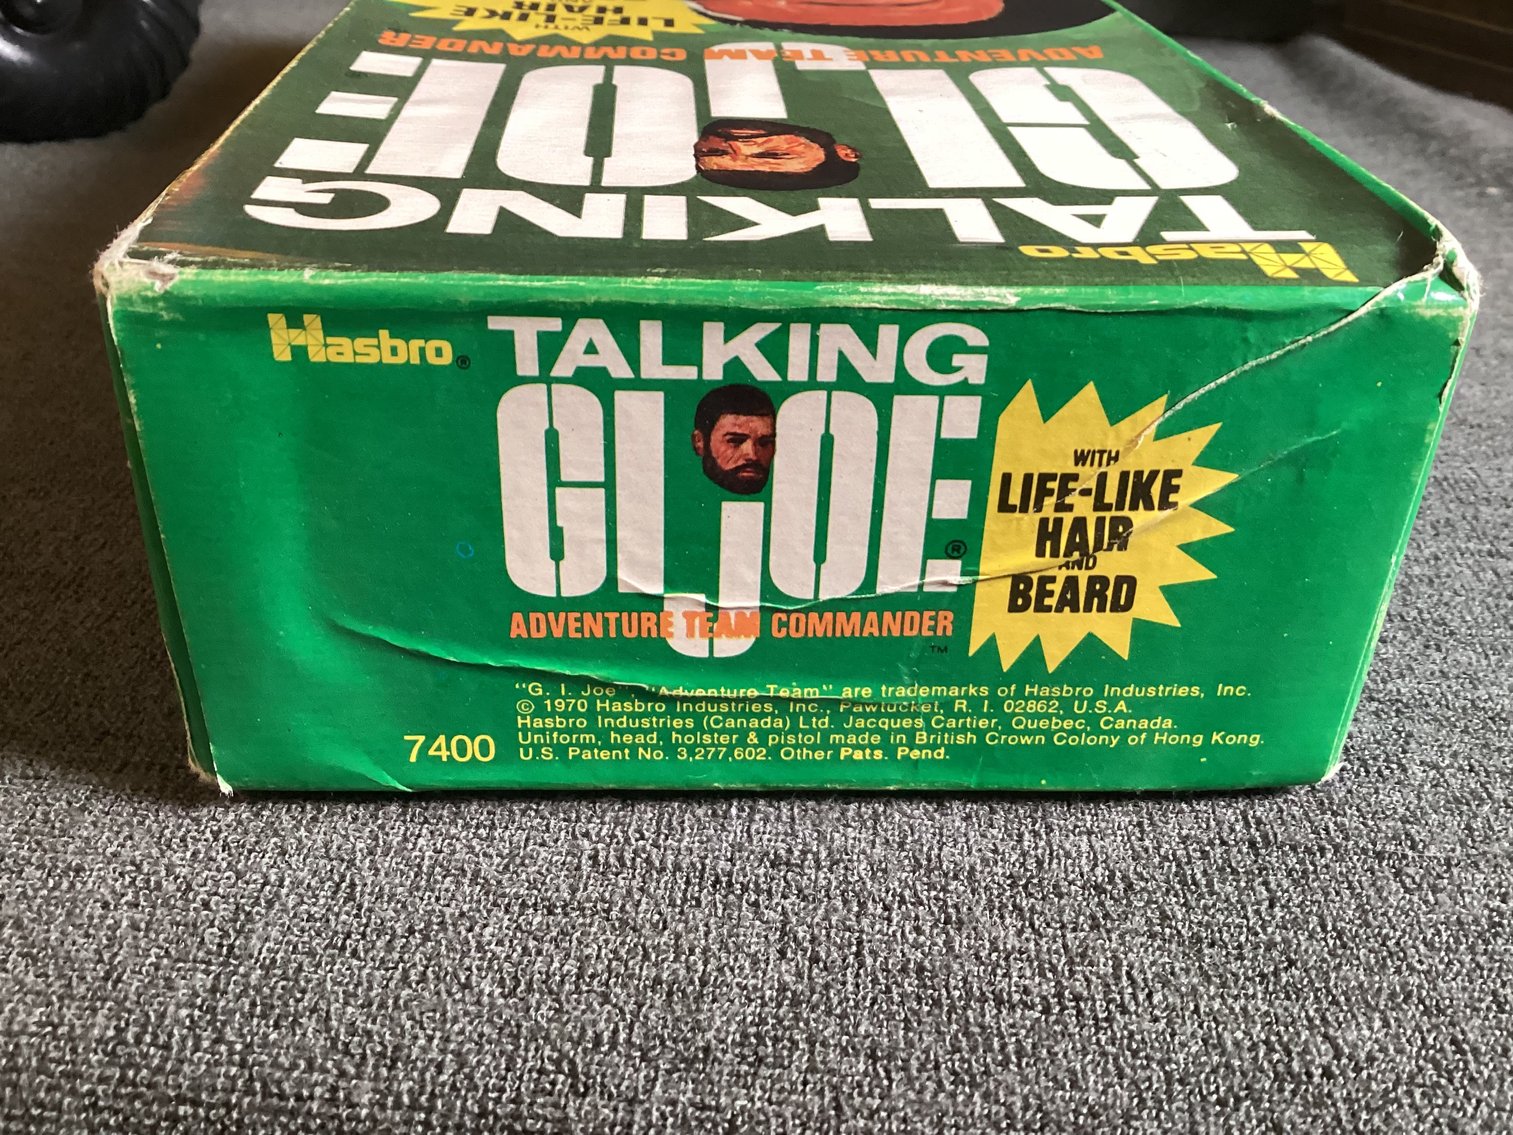 WITH
LIFE-LIKE
HAIR
AND
ADVENTURE TEAM COMMANDER
GI JOE
TALKING
Hasbro
Hasbro®
TALKING
GI JOE®
ADVENTURE TEAM COMMANDER
TM
WITH
LIFE-LIKE
HAIR
AND
BEARD
"G. I. Joe", "Adventure Team" are trademarks of Hasbro Industries, Inc.
© 1970 Hasbro Industries, Inc., Pawtucket, R. I. 02862, U.S.A.
Hasbro Industries (Canada) Ltd. Jacques Cartier, Quebec, Canada.
Uniform, head, holster & pistol made in British Crown Colony of Hong Kong.
7400 U.S. Patent No. 3,277,602. Other Pats. Pend.